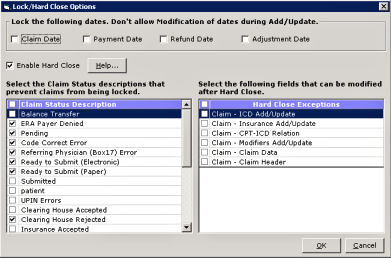 Lock/Hard Close Options
Lock the following dates. Don't allow Modification of dates during Add/Update.
Claim Date
Payment Date
Refund Date
Adjustment Date
Enable Hard Close
Help...
Select the Claim Status descriptions that
prevent claims from being locked.
Claim Status Description
Balance Transfer
ERA Payer Denied
Pending
Code Correct Error
Referring Physician (Box17) Error
Ready to Submit (Electronic)
Ready to Submit (Paper)
Submitted
patient
UPIN Errors
Clearing House Accepted
Clearing House Rejected
Insurance Accepted
Select the following fields that can be modified
after Hard Close.
Hard Close Exceptions
Claim - ICD Add/Update
Claim - Insurance Add/Update
Claim - CPT-ICD Relation
Claim - Modifiers Add/Update
Claim - Claim Data
Claim - Claim Header
OK
Cancel